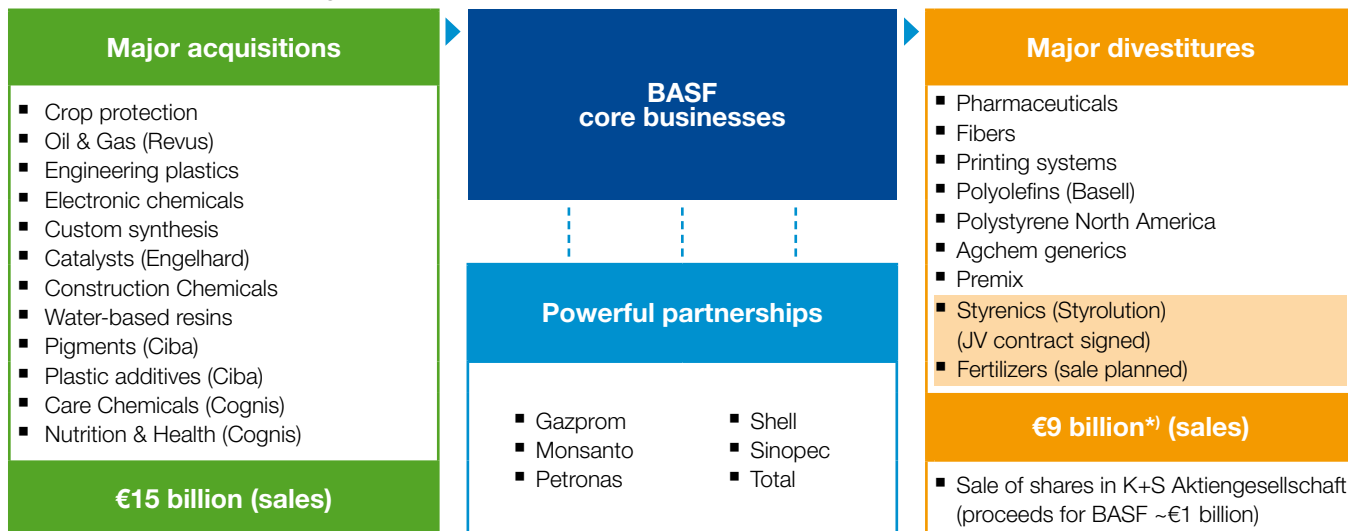 Major acquisitions
▪ Crop protection
▪ Oil & Gas (Revus)
▪ Engineering plastics
▪ Electronic chemicals
▪ Custom synthesis
▪ Catalysts (Engelhard)
▪ Construction Chemicals
▪ Water-based resins
▪ Pigments (Ciba)
▪ Plastic additives (Ciba)
▪ Care Chemicals (Cognis)
▪ Nutrition & Health (Cognis)
€15 billion (sales)
BASF
core businesses
Powerful partnerships
▪ Gazprom
▪ Monsanto
▪ Petronas
▪ Shell
▪ Sinopec
▪ Total
Major divestitures
▪ Pharmaceuticals
▪ Fibers
▪ Printing systems
▪ Polyolefins (Basell)
▪ Polystyrene North America
▪ Agchem generics
▪ Premix
▪ Styrenics (Styrolution)
(JV contract signed)
▪ Fertilizers (sale planned)
€9 billion*) (sales)
▪ Sale of shares in K+S Aktiengesellschaft
(proceeds for BASF ~€1 billion)